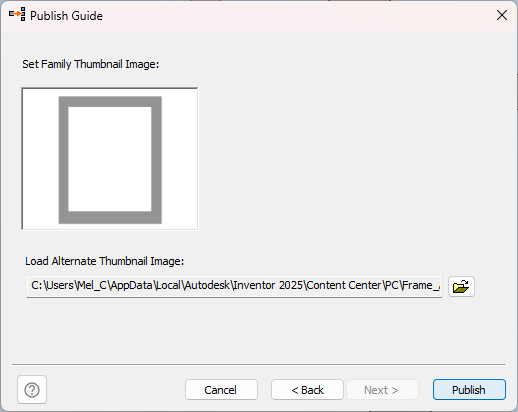 Publish Guide
Set Family Thumbnail Image:
Load Alternate Thumbnail Image:
C:\Users\Mel_C\AppData\Local\Autodesk\Inventor 2025\Content Center\PC\Frame_
?
Cancel
< Back
Next >
Publish